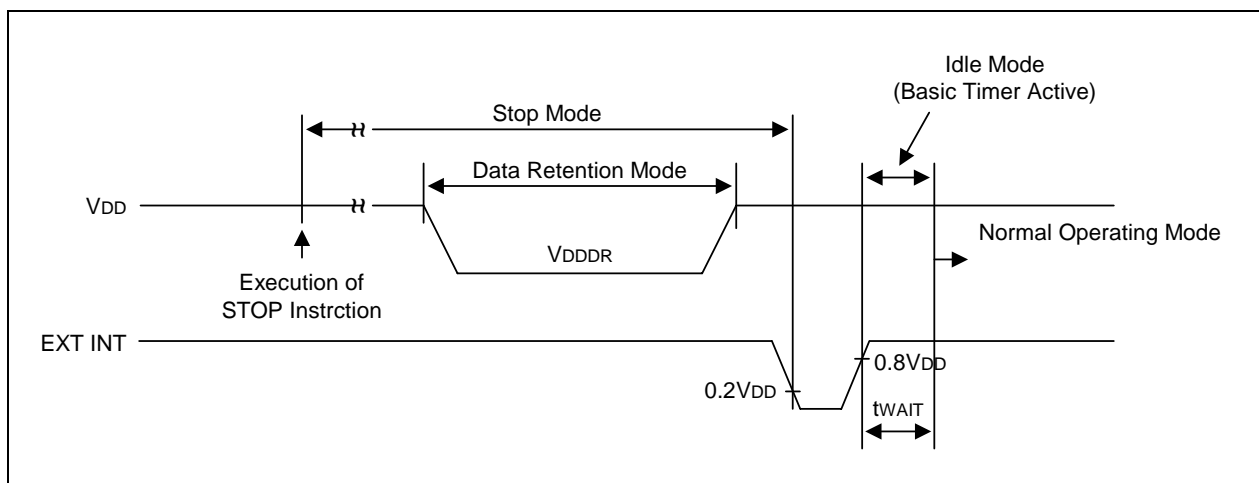 Idle Mode
(Basic Timer Active)
Stop Mode
Data Retention Mode
VDD
Normal Operating Mode
VDDDR
Execution of
STOP Instrction
EXT INT
0.8VDD
0.2VDD
tWAIT